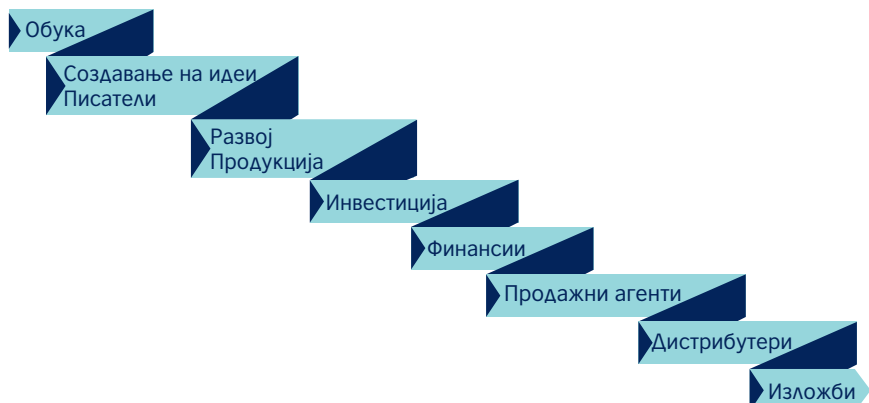 Обука
Создавање на идеи
Писатели
Развој
Продукција
Инвестиција
Финансии
Продажни агенти
Дистрибутери
Изложби